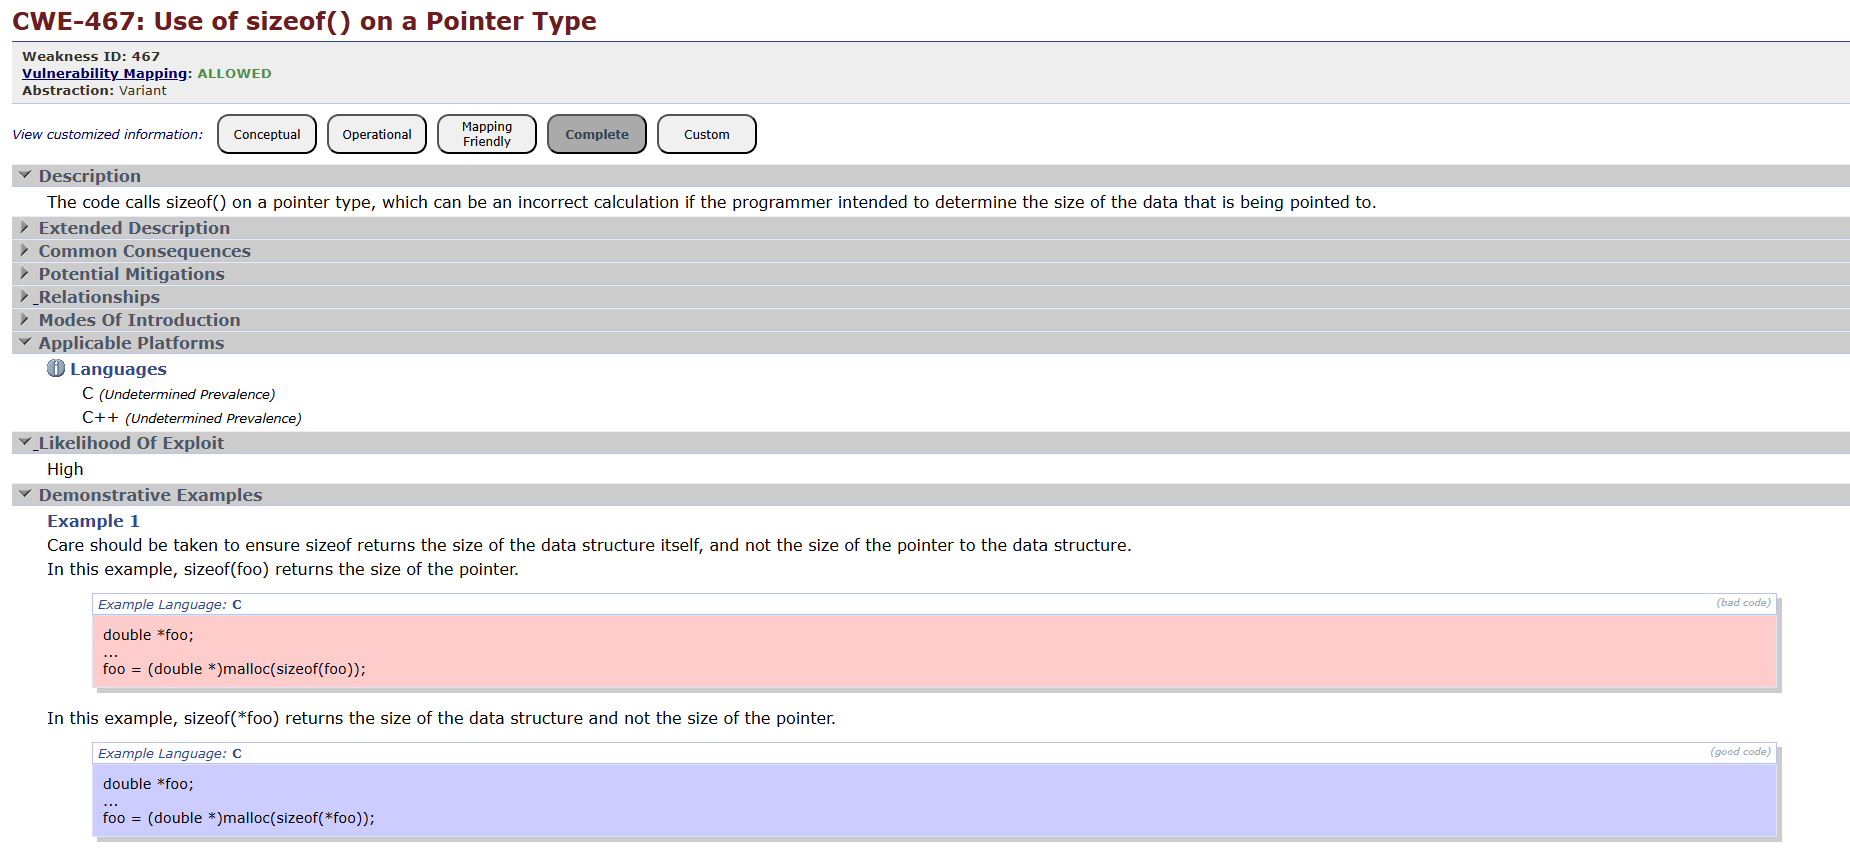 CWE-467: Use of sizeof() on a Pointer Type
Weakness ID: 467
Vulnerability Mapping: ALLOWED
Abstraction: Variant
View customized information: Conceptual Operational Mapping Friendly Complete Custom
Description
The code calls sizeof() on a pointer type, which can be an incorrect calculation if the programmer intended to determine the size of the data that is being pointed to.
Extended Description
Common Consequences
Potential Mitigations
Relationships
Modes Of Introduction
Applicable Platforms
Languages
C (Undetermined Prevalence)
C++ (Undetermined Prevalence)
Likelihood Of Exploit
High
Demonstrative Examples
Example 1
Care should be taken to ensure sizeof returns the size of the data structure itself, and not the size of the pointer to the data structure.
In this example, sizeof(foo) returns the size of the pointer.
Example Language: C (bad code)
double *foo;
...
foo = (double *)malloc(sizeof(foo));
In this example, sizeof(*foo) returns the size of the data structure and not the size of the pointer.
Example Language: C (good code)
double *foo;
...
foo = (double *)malloc(sizeof(*foo));